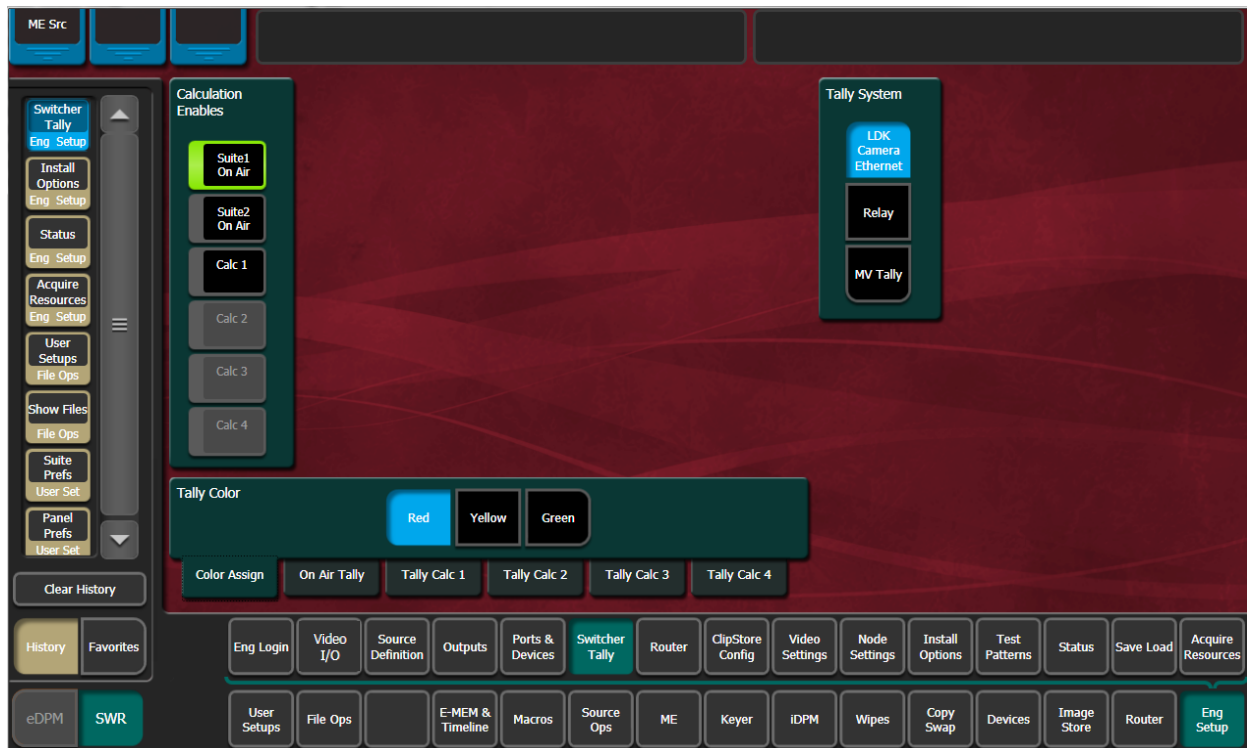 ME Src
Switcher
Tally
Eng Setup
Install
Options
Eng Setup
Status
Eng Setup
Acquire
Resources
Eng Setup
User
Setups
File Ops
Show Files
File Ops
Suite
Prefs
User Set
Panel
Prefs
User Set
Clear History
History
Favorites
eDPM
SWR
Calculation
Enables
Suite1
On Air
Suite2
On Air
Calc 1
Calc 2
Calc 3
Calc 4
Tally System
LDK
Camera
Ethernet
Relay
MV Tally
Tally Color
Red
Yellow
Green
Color Assign
On Air Tally
Tally Calc 1
Tally Calc 2
Tally Calc 3
Tally Calc 4
Eng Login
Video
I/O
Source
Definition
Outputs
Ports &
Devices
Switcher
Tally
Router
ClipStore
Config
Video
Settings
Node
Settings
Install
Options
Test
Patterns
Status
Save Load
Acquire
Resources
User
Setups
File Ops
E-MEM &
Timeline
Macros
Source
Ops
ME
Keyer
iDPM
Wipes
Copy
Swap
Devices
Image
Store
Router
Eng
Setup